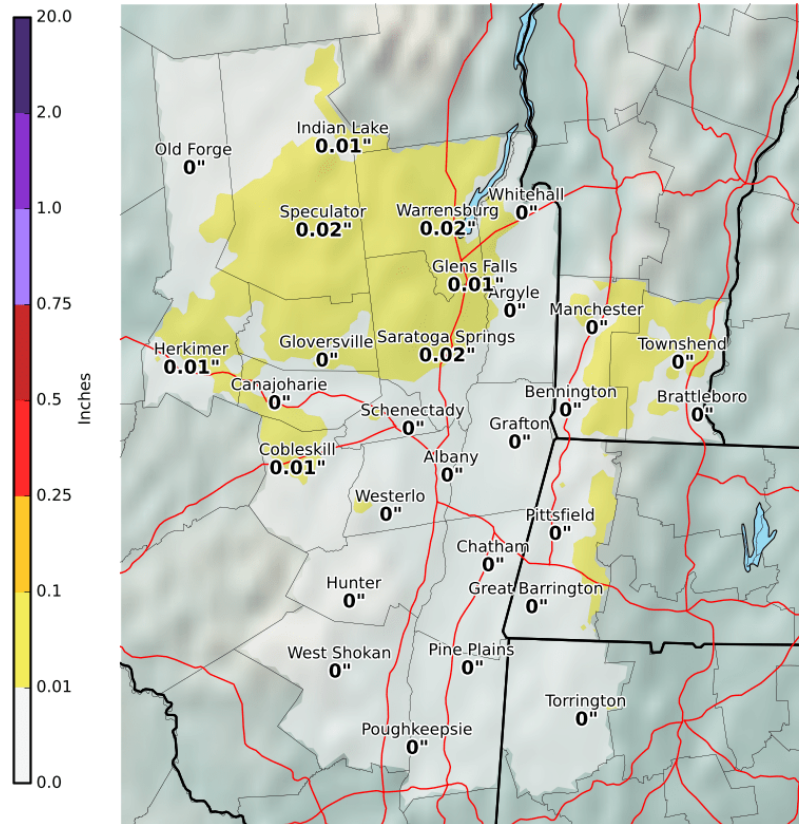 20.0
2.0
1.0
0.75
0.5
0.25
0.1
0.01
0.0
Inches
Indian Lake
0.01"
Old Forge
0"
Whitehall
0"
Speculator
0.02"
Warrensburg
0.02"
Glens Falls
0.01"
Argyle
0"
Manchester
0"
Gloversville
0"
Saratoga Springs
0.02"
Herkimer
0.01"
Townshend
0"
Canajoharie
0"
Bennington
0"
Brattleboro
0"
Schenectady
0"
Grafton
0"
Cobleskill
0.01"
Albany
0"
Westerlo
0"
Pittsfield
0"
Chatham
0"
Hunter
0"
Great Barrington
0"
West Shokan
0"
Pine Plains
0"
Torrington
0"
Poughkeepsie
0"